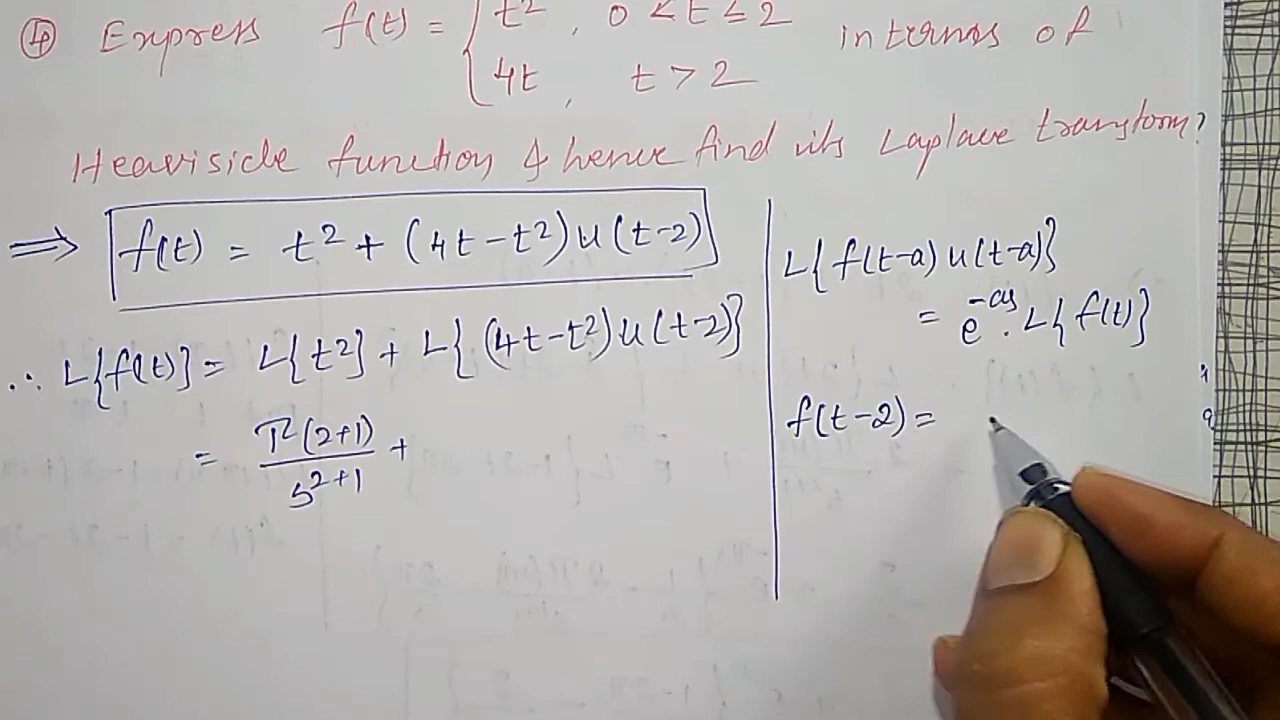 ④ Express f(t) = { t², 0 < t ≤ 2
4t, t > 2 in terms of
Heaviside function & hence find its Laplace transform?
⇒ f(t) = t² + (4t - t²) u(t-2)
∴ L{f(t)} = L{t²} + L{(4t - t²) u(t-2)}
= Γ(2+1) / s^(2+1) +
L{f(t-a) u(t-a)}
= e^(-as) . L{f(t)}
f(t-2) =